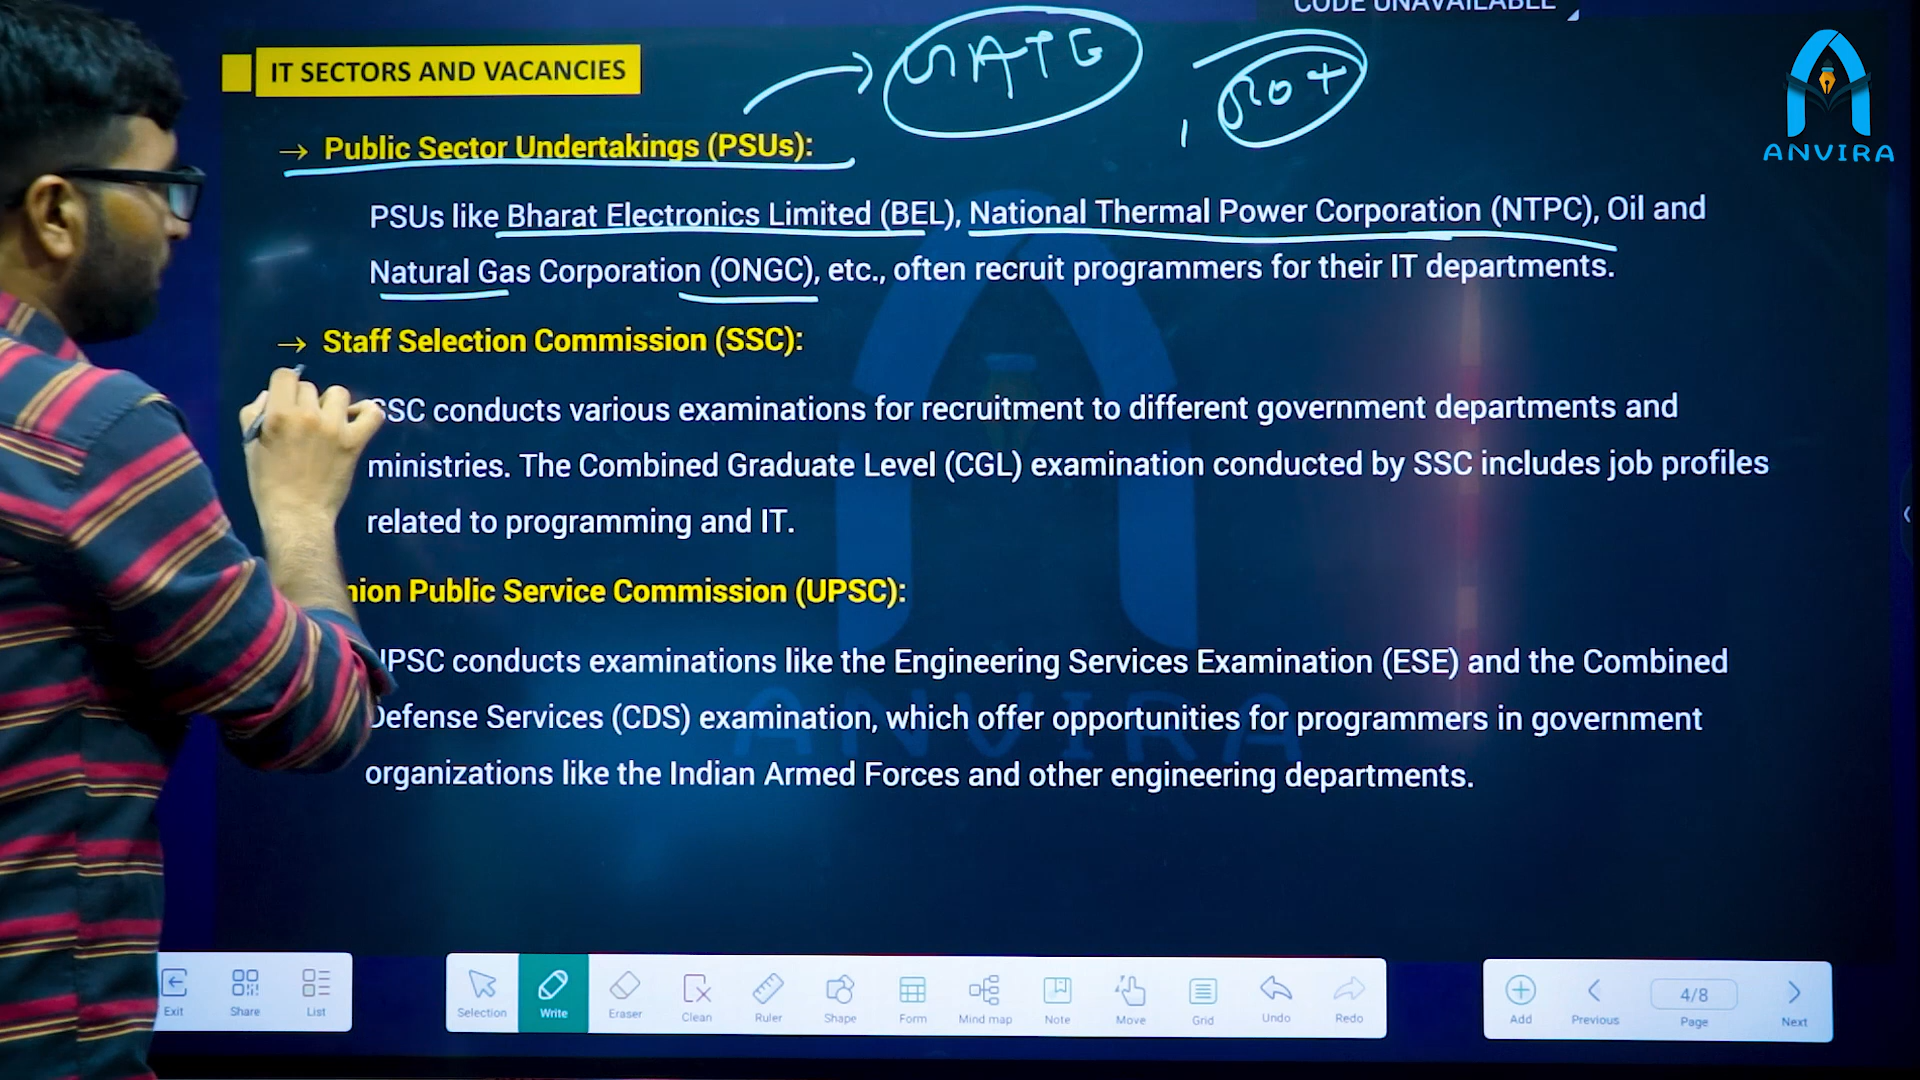 CODE UNAVAILABLE
IT SECTORS AND VACANCIES
GATE
ANVIRA
→ Public Sector Undertakings (PSUs):
PSUs like Bharat Electronics Limited (BEL), National Thermal Power Corporation (NTPC), Oil and
Natural Gas Corporation (ONGC), etc., often recruit programmers for their IT departments.
→ Staff Selection Commission (SSC):
SSC conducts various examinations for recruitment to different government departments and
ministries. The Combined Graduate Level (CGL) examination conducted by SSC includes job profiles
related to programming and IT.
nion Public Service Commission (UPSC):
UPSC conducts examinations like the Engineering Services Examination (ESE) and the Combined
Defense Services (CDS) examination, which offer opportunities for programmers in government
organizations like the Indian Armed Forces and other engineering departments.
ANVIRA
Exit Share List Selection Write Eraser Clean Ruler Shape Form Mind map Note Move Grid Undo Redo Add Previous 4/8 Page Next